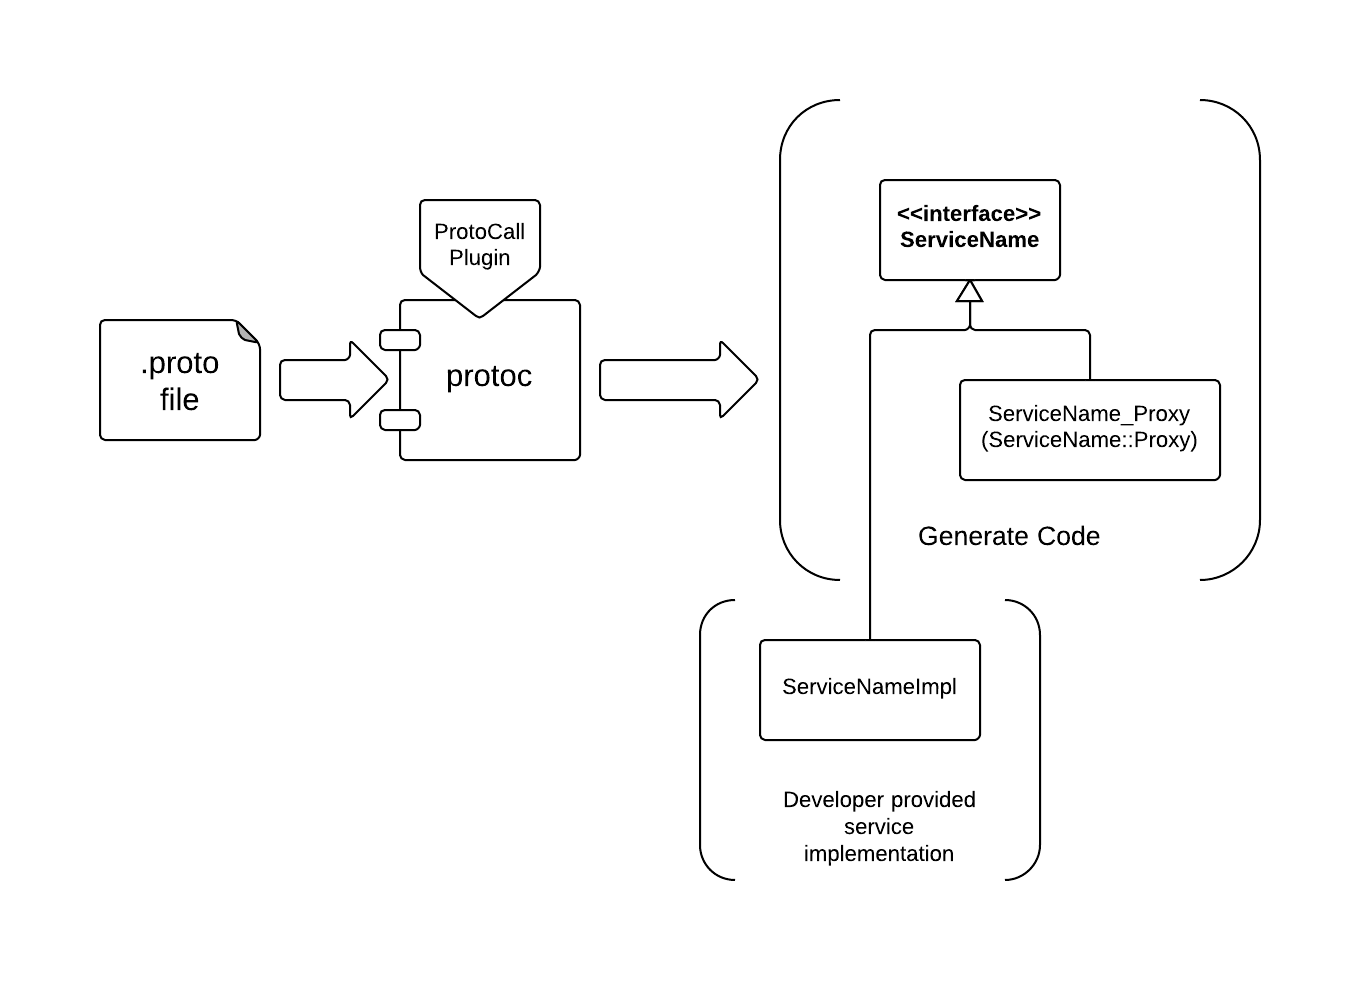 ProtoCall
Plugin
.proto
file
protoc
<<interface>>
ServiceName
ServiceName_Proxy
(ServiceName::Proxy)
Generate Code
ServiceNameImpl
Developer provided
service
implementation